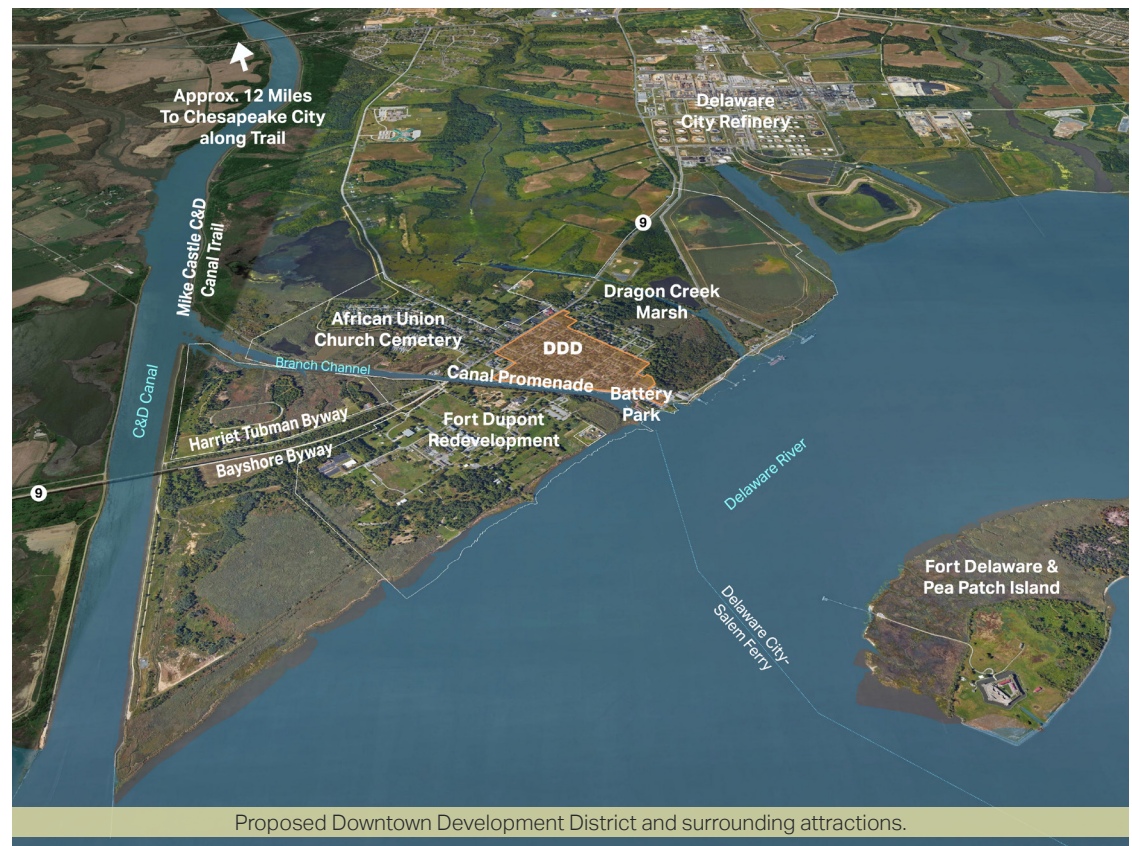 Approx. 12 Miles
To Chesapeake City
along Trail
Delaware
City Refinery
Mike Castle C&D
Canal Trail
9
Dragon Creek
Marsh
African Union
Church Cemetery
DDD
Branch Channel
Canal Promenade
Battery
Park
C&D Canal
Harriet Tubman Byway
Fort Dupont
Redevelopment
Bayshore Byway
9
Delaware River
Fort Delaware &
Pea Patch Island
Delaware City-
Salem Ferry
Proposed Downtown Development District and surrounding attractions.